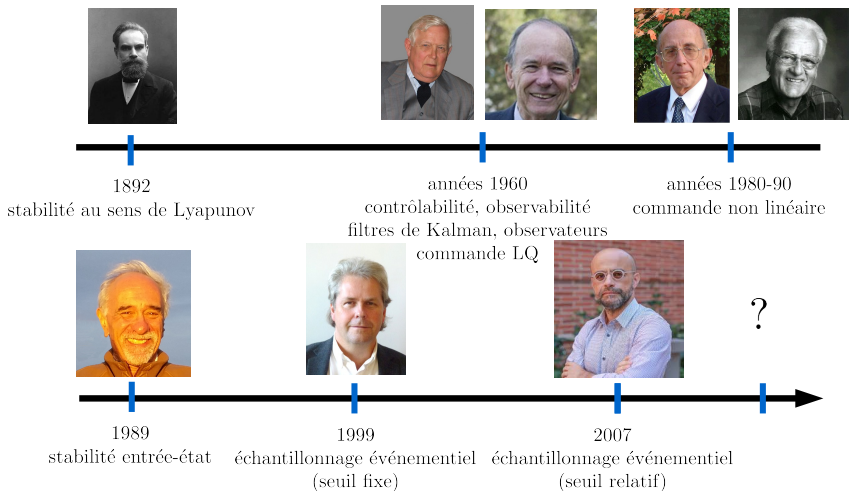 1892
stabilité au sens de Lyapunov
années 1960
contrôlabilité, observabilité
filtres de Kalman, observateurs
commande LQ
années 1980-90
commande non linéaire
?
1989
stabilité entrée-état
1999
échantillonnage événementiel
(seuil fixe)
2007
échantillonnage événementiel
(seuil relatif)